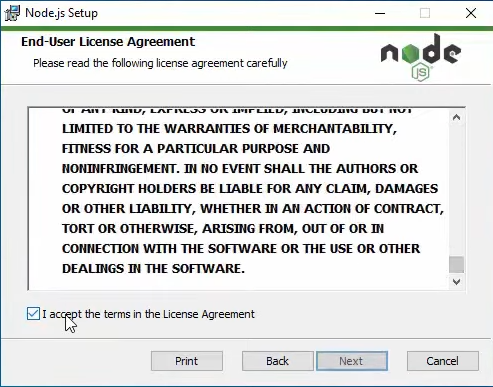 Node.js Setup
End-User License Agreement
Please read the following license agreement carefully
node
JS
OF ANY KIND, EXPRESS OR IMPLIED, INCLUDING BUT NOT
LIMITED TO THE WARRANTIES OF MERCHANTABILITY,
FITNESS FOR A PARTICULAR PURPOSE AND
NONINFRINGEMENT. IN NO EVENT SHALL THE AUTHORS OR
COPYRIGHT HOLDERS BE LIABLE FOR ANY CLAIM, DAMAGES
OR OTHER LIABILITY, WHETHER IN AN ACTION OF CONTRACT,
TORT OR OTHERWISE, ARISING FROM, OUT OF OR IN
CONNECTION WITH THE SOFTWARE OR THE USE OR OTHER
DEALINGS IN THE SOFTWARE.
I accept the terms in the License Agreement
Print Back Next Cancel